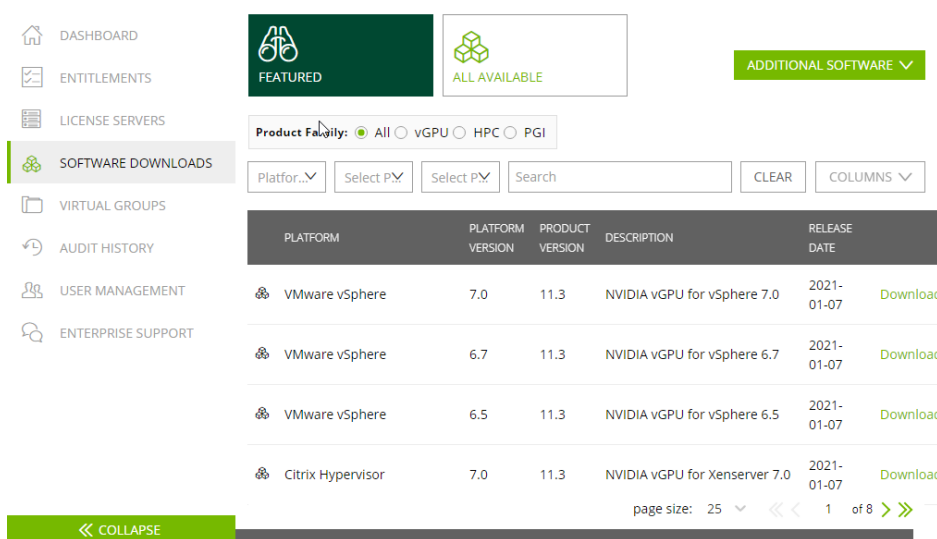 DASHBOARD
ENTITLEMENTS
LICENSE SERVERS
SOFTWARE DOWNLOADS
VIRTUAL GROUPS
AUDIT HISTORY
USER MANAGEMENT
ENTERPRISE SUPPORT
COLLAPSE
FEATURED
ALL AVAILABLE
ADDITIONAL SOFTWARE
Product Family: All vGPU HPC PGI
Platfor.. Select P.. Select P.. Search CLEAR COLUMNS
PLATFORM PLATFORM VERSION PRODUCT VERSION DESCRIPTION RELEASE DATE
VMware vSphere 7.0 11.3 NVIDIA vGPU for vSphere 7.0 2021-01-07 Download
VMware vSphere 6.7 11.3 NVIDIA vGPU for vSphere 6.7 2021-01-07 Download
VMware vSphere 6.5 11.3 NVIDIA vGPU for vSphere 6.5 2021-01-07 Download
Citrix Hypervisor 7.0 11.3 NVIDIA vGPU for Xenserver 7.0 2021-01-07 Download
page size: 25 1 of 8